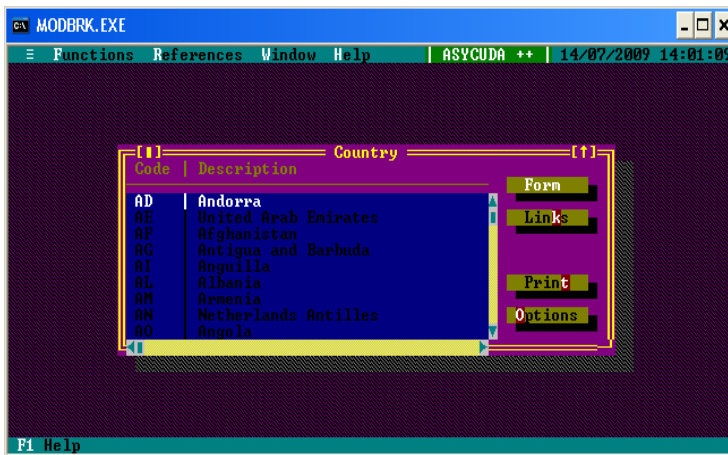 MODBRK.EXE
≡ Functions References Window Help | ASYCUDA ++ | 14/07/2009 14:01:09
Country
Code | Description
AD | Andorra
AE | United Arab Emirates
AF | Afghanistan
AG | Antigua and Barbuda
AI | Anguilla
AL | Albania
AM | Armenia
AN | Netherlands Antilles
AO | Angola
Form
Links
Print
Options
F1 Help